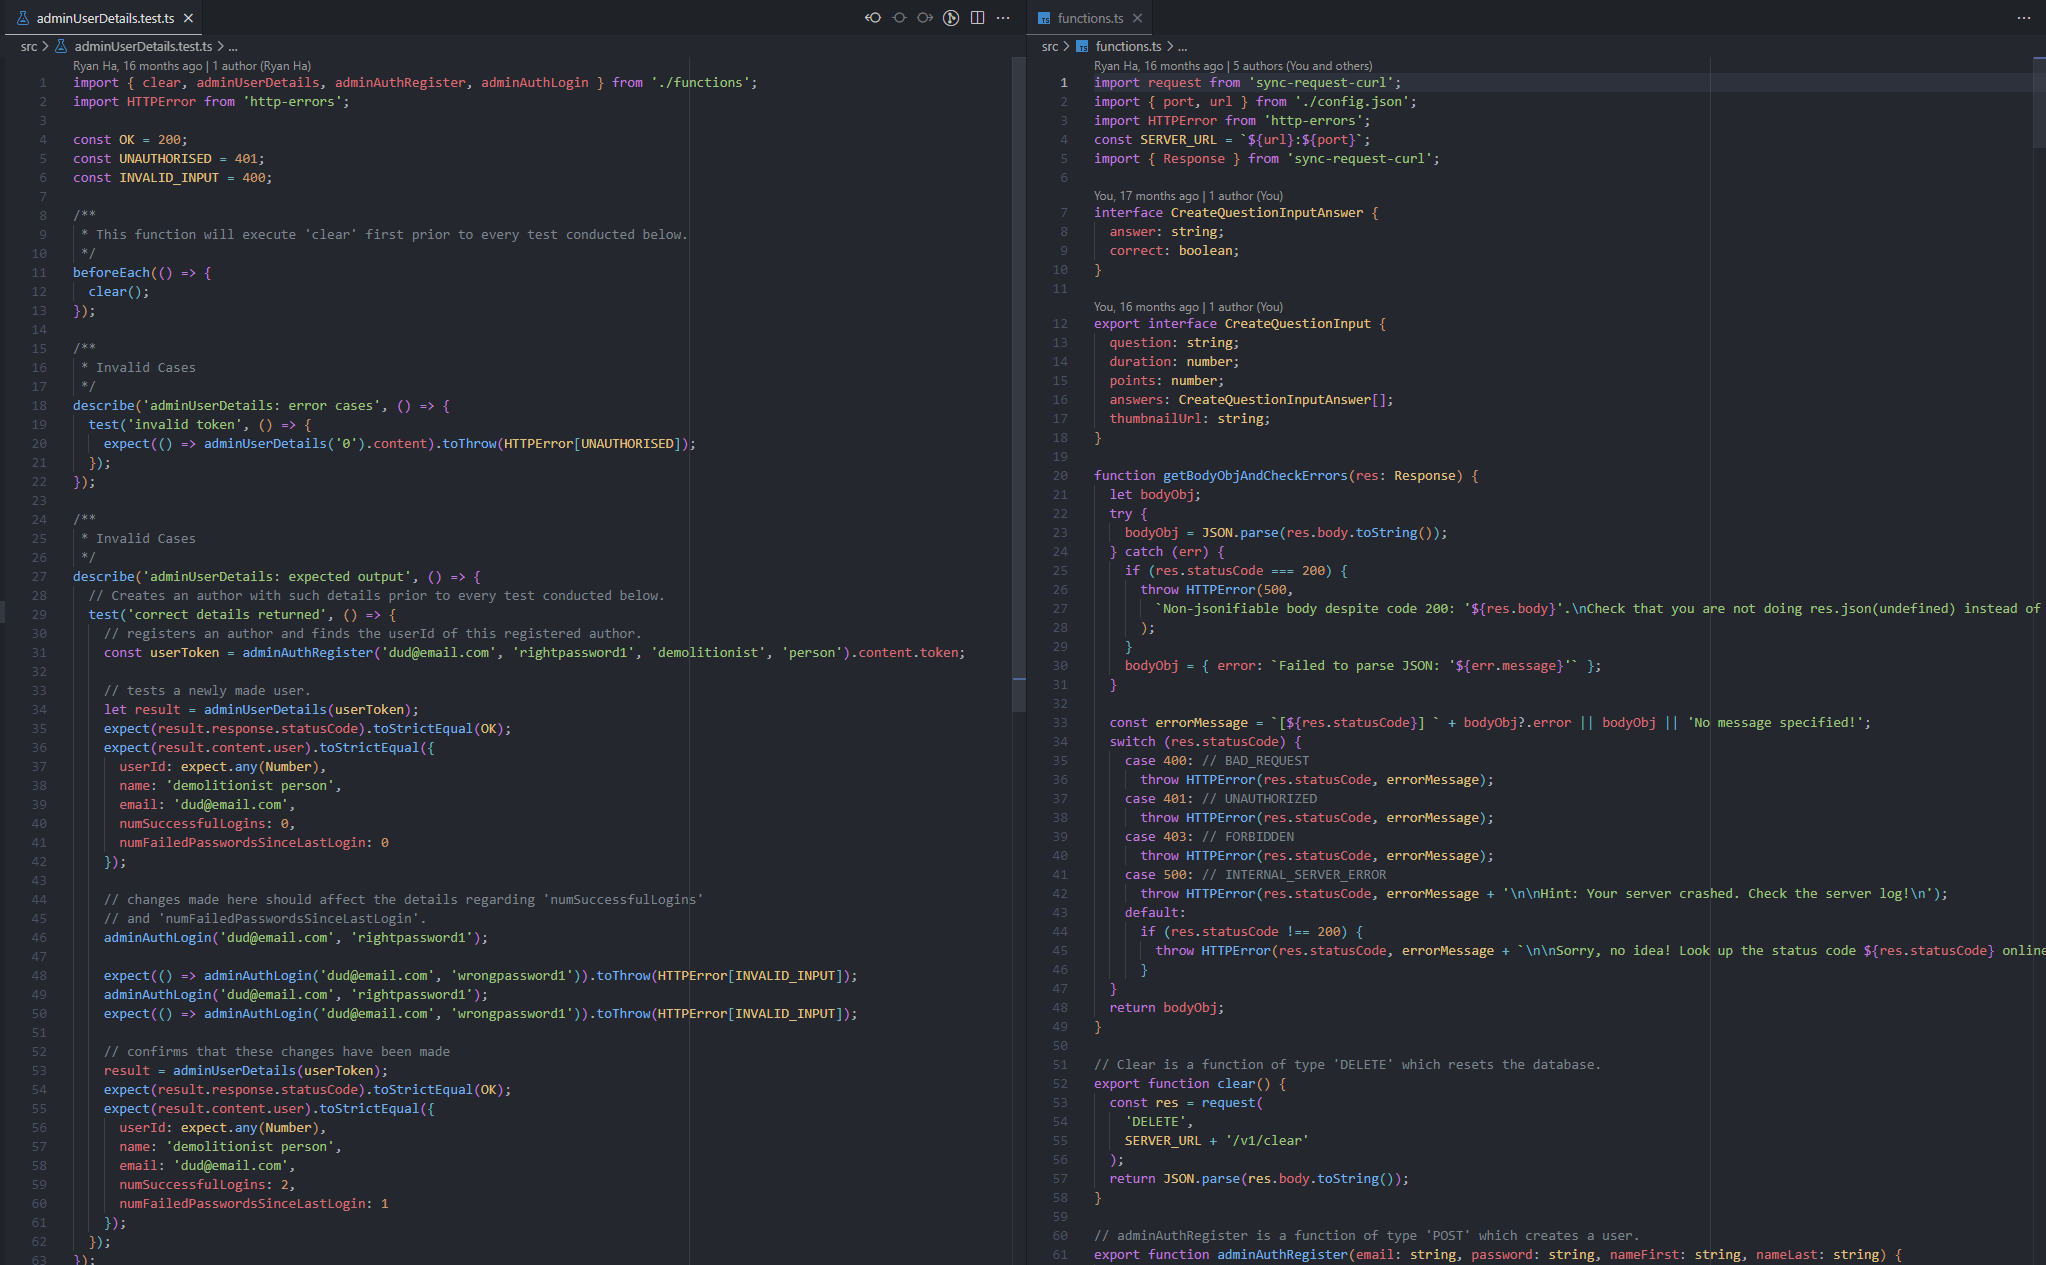 adminUserDetails.test.ts
src > adminUserDetails.test.ts > ...
Ryan Ha, 16 months ago | 1 author (Ryan Ha)
1 import { clear, adminUserDetails, adminAuthRegister, adminAuthLogin } from './functions';
2 import HTTPError from 'http-errors';
3
4 const OK = 200;
5 const UNAUTHORISED = 401;
6 const INVALID_INPUT = 400;
7
8 /**
9  * This function will execute 'clear' first prior to every test conducted below.
10  */
11 beforeEach(() => {
12   clear();
13 });
14
15 /**
16  * Invalid Cases
17  */
18 describe('adminUserDetails: error cases', () => {
19   test('invalid token', () => {
20     expect(() => adminUserDetails('0').content).toThrow(HTTPError[UNAUTHORISED]);
21   });
22 });
23
24 /**
25  * Invalid Cases
26  */
27 describe('adminUserDetails: expected output', () => {
28   // Creates an author with such details prior to every test conducted below.
29   test('correct details returned', () => {
30     // registers an author and finds the userId of this registered author.
31     const userToken = adminAuthRegister('dud@email.com', 'rightpassword1', 'demolitionist', 'person').content.token;
32
33     // tests a newly made user.
34     let result = adminUserDetails(userToken);
35     expect(result.response.statusCode).toStrictEqual(OK);
36     expect(result.content.user).toStrictEqual({
37       userId: expect.any(Number),
38       name: 'demolitionist person',
39       email: 'dud@email.com',
40       numSuccessfulLogins: 0,
41       numFailedPasswordsSinceLastLogin: 0
42     });
43
44     // changes made here should affect the details regarding 'numSuccessfulLogins'
45     // and 'numFailedPasswordsSinceLastLogin'.
46     adminAuthLogin('dud@email.com', 'rightpassword1');
47
48     expect(() => adminAuthLogin('dud@email.com', 'wrongpassword1')).toThrow(HTTPError[INVALID_INPUT]);
49     adminAuthLogin('dud@email.com', 'rightpassword1');
50     expect(() => adminAuthLogin('dud@email.com', 'wrongpassword1')).toThrow(HTTPError[INVALID_INPUT]);
51
52     // confirms that these changes have been made
53     result = adminUserDetails(userToken);
54     expect(result.response.statusCode).toStrictEqual(OK);
55     expect(result.content.user).toStrictEqual({
56       userId: expect.any(Number),
57       name: 'demolitionist person',
58       email: 'dud@email.com',
59       numSuccessfulLogins: 2,
60       numFailedPasswordsSinceLastLogin: 1
61     });
62   });
63 });
TS functions.ts
src > TS functions.ts > ...
Ryan Ha, 16 months ago | 5 authors (You and others)
1 import request from 'sync-request-curl';
2 import { port, url } from './config.json';
3 import HTTPError from 'http-errors';
4 const SERVER_URL = `${url}:${port}`;
5 import { Response } from 'sync-request-curl';
6
You, 17 months ago | 1 author (You)
7 interface CreateQuestionInputAnswer {
8   answer: string;
9   correct: boolean;
10 }
11
You, 16 months ago | 1 author (You)
12 export interface CreateQuestionInput {
13   question: string;
14   duration: number;
15   points: number;
16   answers: CreateQuestionInputAnswer[];
17   thumbnailUrl: string;
18 }
19
20 function getBodyObjAndCheckErrors(res: Response) {
21   let bodyObj;
22   try {
23     bodyObj = JSON.parse(res.body.toString());
24   } catch (err) {
25     if (res.statusCode === 200) {
26       throw HTTPError(500,
27         `Non-jsonifiable body despite code 200: '${res.body}'.\nCheck that you are not doing res.json(undefined) instead of
28       );
29     }
30     bodyObj = { error: `Failed to parse JSON: '${err.message}'` };
31   }
32
33   const errorMessage = `[${res.statusCode}] ` + bodyObj?.error || bodyObj || 'No message specified!';
34   switch (res.statusCode) {
35     case 400: // BAD_REQUEST
36       throw HTTPError(res.statusCode, errorMessage);
37     case 401: // UNAUTHORIZED
38       throw HTTPError(res.statusCode, errorMessage);
39     case 403: // FORBIDDEN
40       throw HTTPError(res.statusCode, errorMessage);
41     case 500: // INTERNAL_SERVER_ERROR
42       throw HTTPError(res.statusCode, errorMessage + '\n\nHint: Your server crashed. Check the server log!\n');
43     default:
44       if (res.statusCode !== 200) {
45         throw HTTPError(res.statusCode, errorMessage + `\n\nSorry, no idea! Look up the status code ${res.statusCode} online
46       }
47   }
48   return bodyObj;
49 }
50
51 // Clear is a function of type 'DELETE' which resets the database.
52 export function clear() {
53   const res = request(
54     'DELETE',
55     SERVER_URL + '/v1/clear'
56   );
57   return JSON.parse(res.body.toString());
58 }
59
60 // adminAuthRegister is a function of type 'POST' which creates a user.
61 export function adminAuthRegister(email: string, password: string, nameFirst: string, nameLast: string) {